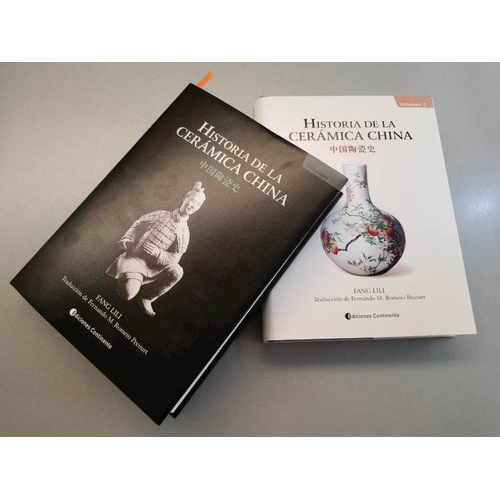 Volumen 1
HISTORIA DE LA
CERÁMICA CHINA
中国陶瓷史
FANG LILI
Traducción de Fernando M. Romero Pecourt
Ediciones Continente
Volumen 2
HISTORIA DE LA
CERÁMICA CHINA
中国陶瓷史
FANG LILI
Traducción de Fernando M. Romero Pecourt
Ediciones Continente